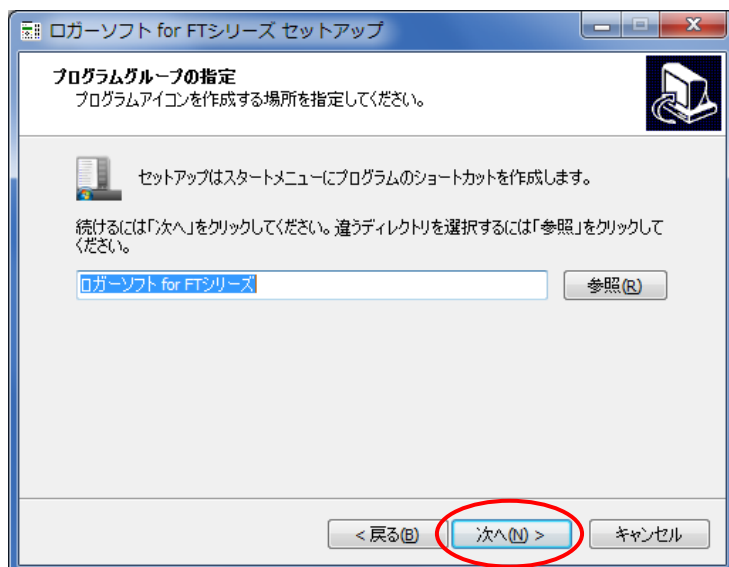 ロガーソフト for FTシリーズ セットアップ
プログラムグループの指定
プログラムアイコンを作成する場所を指定してください。
セットアップはスタートメニューにプログラムのショートカットを作成します。
続けるには「次へ」をクリックしてください。違うディレクトリを選択するには「参照」をクリックして
ください。
ロガーソフト for FTシリーズ
参照(R)
< 戻る(B)
次へ(N) >
キャンセル